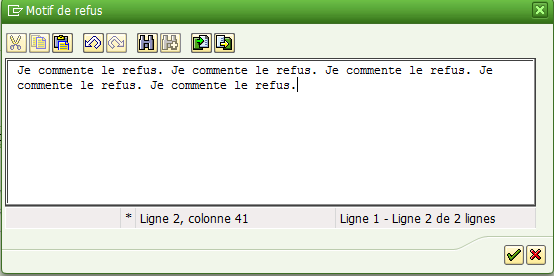 Motif de refus
Je commente le refus. Je commente le refus. Je commente le refus. Je
commente le refus. Je commente le refus.
* Ligne 2, colonne 41 Ligne 1 - Ligne 2 de 2 lignes